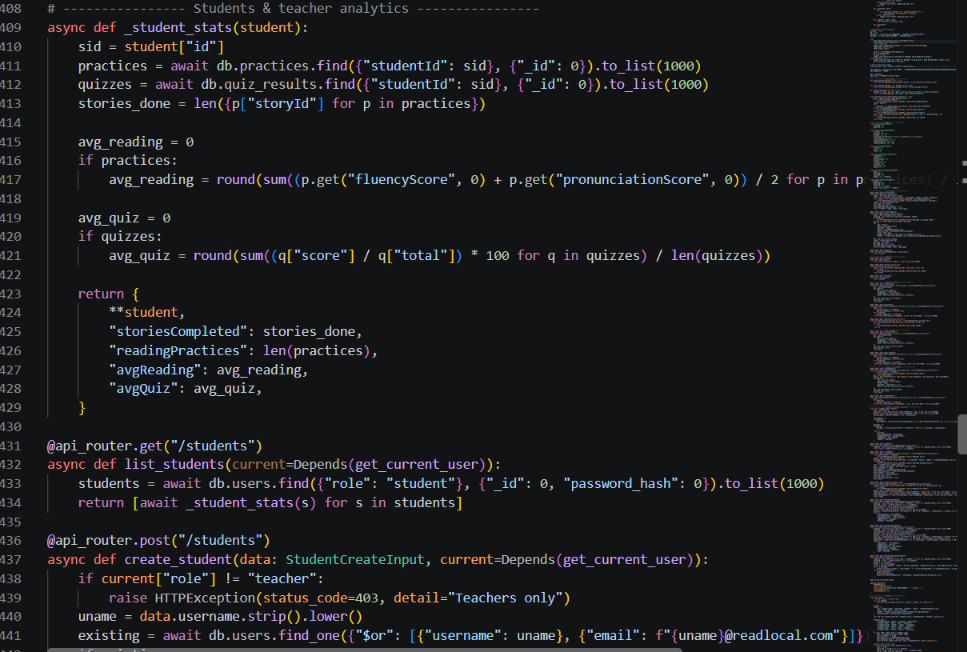 408 # --------------- Students & teacher analytics ---------------
409 async def _student_stats(student):
410     sid = student["id"]
411     practices = await db.practices.find({"studentId": sid}, {"_id": 0}).to_list(1000)
412     quizzes = await db.quiz_results.find({"studentId": sid}, {"_id": 0}).to_list(1000)
413     stories_done = len({p["storyId"] for p in practices})
414
415     avg_reading = 0
416     if practices:
417         avg_reading = round(sum((p.get("fluencyScore", 0) + p.get("pronunciationScore", 0)) / 2 for p in practices) /
418
419     avg_quiz = 0
420     if quizzes:
421         avg_quiz = round(sum((q["score"] / q["total"]) * 100 for q in quizzes) / len(quizzes))
422
423     return {
424         **student,
425         "storiesCompleted": stories_done,
426         "readingPractices": len(practices),
427         "avgReading": avg_reading,
428         "avgQuiz": avg_quiz,
429     }
430
431 @api_router.get("/students")
432 async def list_students(current=Depends(get_current_user)):
433     students = await db.users.find({"role": "student"}, {"_id": 0, "password_hash": 0}).to_list(1000)
434     return [await _student_stats(s) for s in students]
435
436 @api_router.post("/students")
437 async def create_student(data: StudentCreateInput, current=Depends(get_current_user)):
438     if current["role"] != "teacher":
439         raise HTTPException(status_code=403, detail="Teachers only")
440     uname = data.username.strip().lower()
441     existing = await db.users.find_one({"$or": [{"username": uname}, {"email": f"{uname}@readlocal.com"}]}